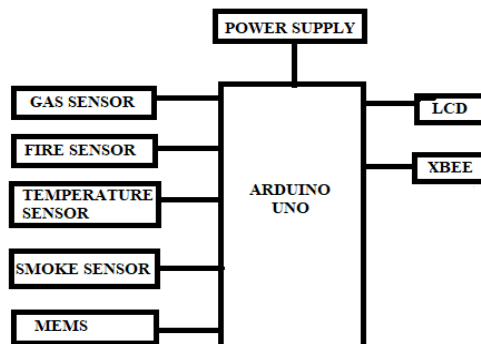 POWER SUPPLY
GAS SENSOR
LCD
FIRE SENSOR
XBEE
TEMPERATURE
SENSOR
ARDUINO
UNO
SMOKE SENSOR
MEMS